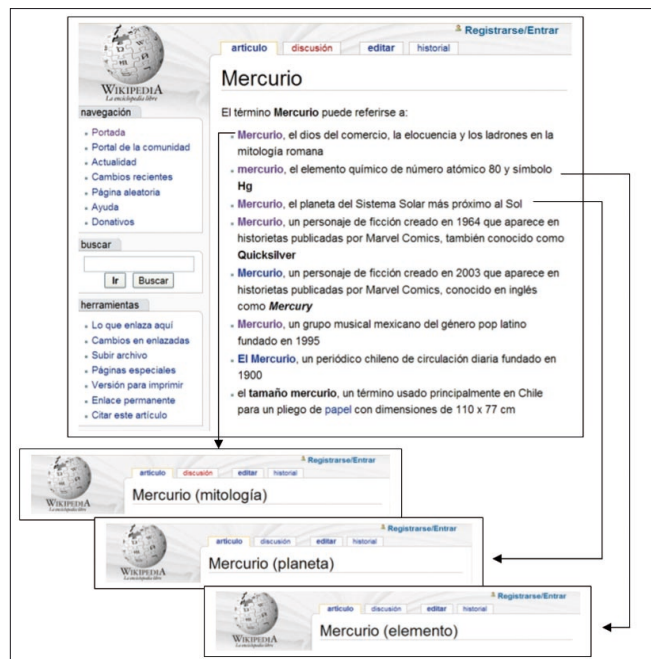 Registrarse/Entrar
artículo discusión editar historial
WIKIPEDIA
La enciclopedia libre
Mercurio
El término Mercurio puede referirse a:
Mercurio, el dios del comercio, la elocuencia y los ladrones en la
mitología romana
mercurio, el elemento químico de número atómico 80 y símbolo
Hg
Mercurio, el planeta del Sistema Solar más próximo al Sol
Mercurio, un personaje de ficción creado en 1964 que aparece en
historietas publicadas por Marvel Comics, también conocido como
Quicksilver
Mercurio, un personaje de ficción creado en 2003 que aparece en
historietas publicadas por Marvel Comics, conocido en inglés
como Mercury
Mercurio, un grupo musical mexicano del género pop latino
fundado en 1995
El Mercurio, un periódico chileno de circulación diaria fundado en
1900
el tamaño mercurio, un término usado principalmente en Chile
para un pliego de papel con dimensiones de 110 x 77 cm
navegación
Portada
Portal de la comunidad
Actualidad
Cambios recientes
Página aleatoria
Ayuda
Donativos
buscar
Ir Buscar
herramientas
Lo que enlaza aquí
Cambios en enlazadas
Subir archivo
Páginas especiales
Versión para imprimir
Enlace permanente
Citar este artículo
Registrarse/Entrar
artículo discusión editar historial
WIKIPEDIA
La enciclopedia libre
Mercurio (mitología)
Registrarse/Entrar
artículo discusión editar historial
WIKIPEDIA
La enciclopedia libre
Mercurio (planeta)
Registrarse/Entrar
artículo discusión editar historial
WIKIPEDIA
La enciclopedia libre
Mercurio (elemento)